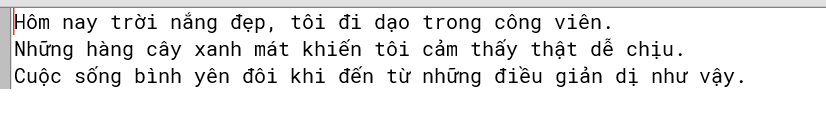 Hôm nay trời nắng đẹp, tôi đi dạo trong công viên.
Những hàng cây xanh mát khiến tôi cảm thấy thật dễ chịu.
Cuộc sống bình yên đôi khi đến từ những điều giản dị như vậy.